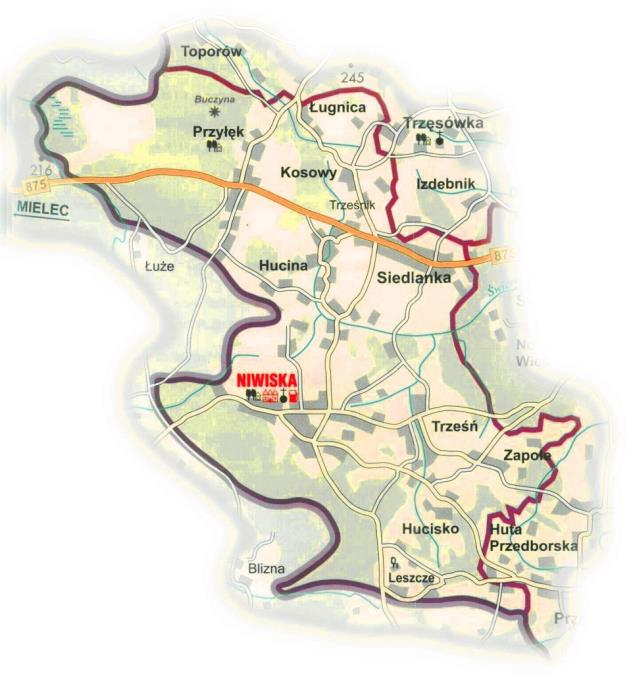 Toporów
245
Buczyna
Ługnica
Trzęsówka
Przyłęk
Kosowy
216
Izdebnik
875
Trześnik
MIELEC
Łuże
Hucina
875
Siedlanka
NIWISKA
Trześń
Zapole
Hucisko
Huta
Przedborska
Blizna
Leszcze